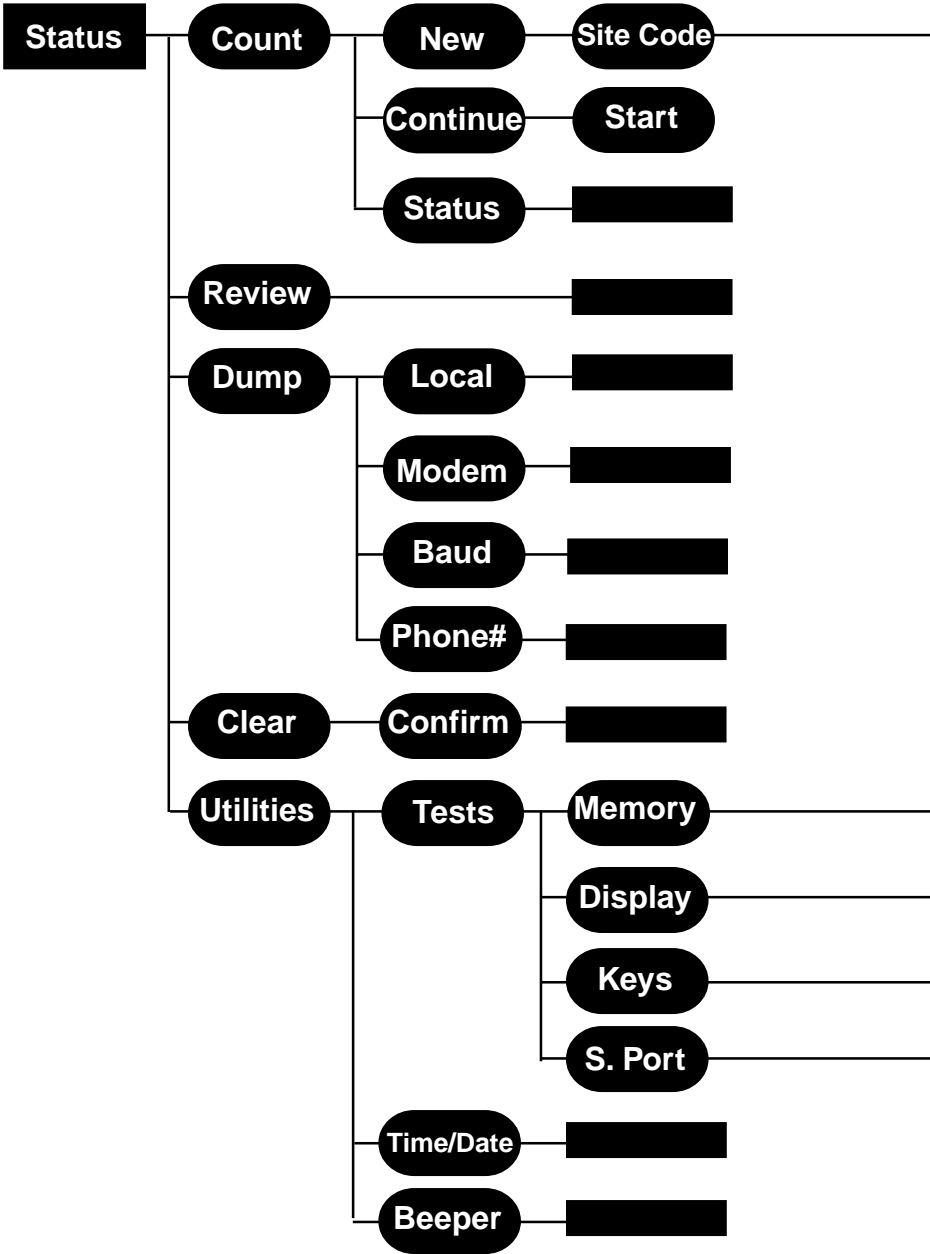 Status
Count
New
Site Code
Continue
Start
Status
Review
Dump
Local
Modem
Baud
Phone#
Clear
Confirm
Utilities
Tests
Memory
Display
Keys
S. Port
Time/Date
Beeper